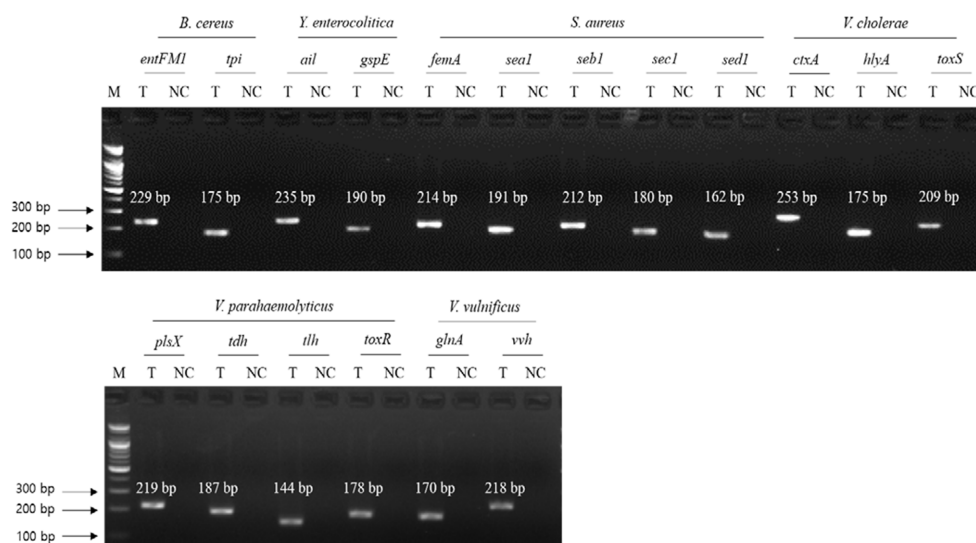 B. cereus Y. enterocolitica S. aureus V. cholerae
entFM1 tpi ail gspE femA sea1 seb1 sec1 sed1 ctxA hlyA toxS
M T NC T NC T NC T NC T NC T NC T NC T NC T NC T NC T NC T NC
229 bp 175 bp 235 bp 190 bp 214 bp 191 bp 212 bp 180 bp 162 bp 253 bp 175 bp 209 bp
300 bp
200 bp
100 bp
V. parahaemolyticus V. vulnificus
plsX tdh tlh toxR glnA vvh
M T NC T NC T NC T NC T NC T NC
219 bp 187 bp 144 bp 178 bp 170 bp 218 bp
300 bp
200 bp
100 bp